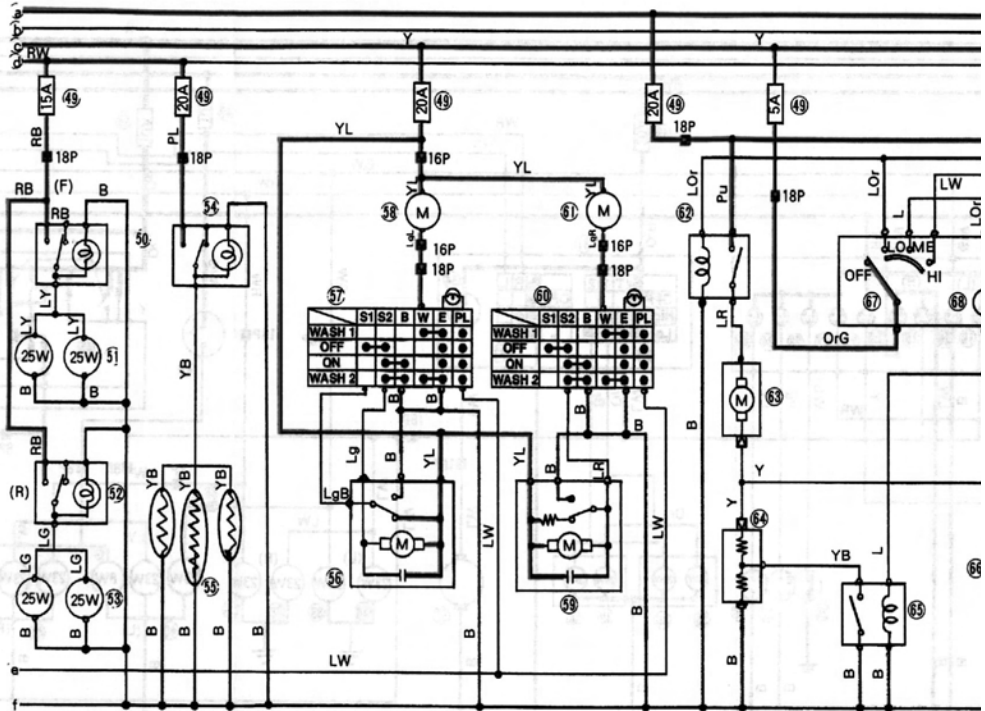 a
b
c
d
RW
Y
Y
15A 49
20A 49
20A 49
20A 49
5A 49
RB
PL
YL
18P
18P
18P
16P
18P
YL
RB (F) B
RB
50
54
YL
58 M
YL
61 M
LOr
Pu
62
LOr
L
LW
LOr
LgL
LgR
16P
18P
16P
18P
LO ME
HI
OFF
67
68
LY
LY LY
25W 25W 51
B B
YB
57
S1 S2 B W E PL
WASH 1
OFF
ON
WASH 2
60
S1 S2 B W E PL
WASH 1
OFF
ON
WASH 2
LR
OrG
M 63
B
B
B
B
RB
(R)
52
LG
YB YB YB
Lg
B
YL
LgB
M
56
LW
YL
B
LR
M
59
LW
Y
Y
64
YB
L
65
66
LG LG
25W 25W 53
B B
55
B B B B
B
B
B
B B
e
LW
f